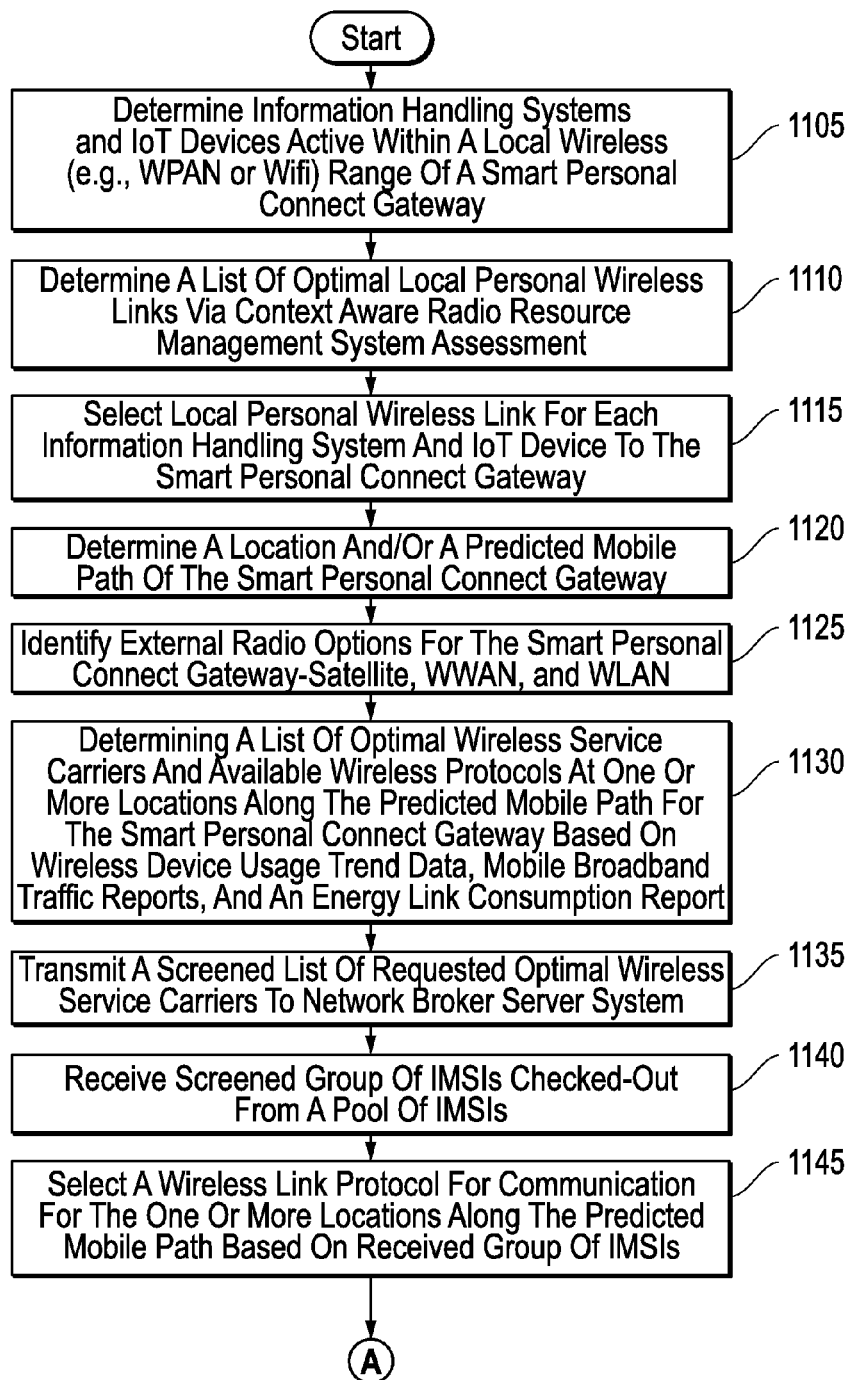 Start
Determine Information Handling Systems
and IoT Devices Active Within A Local Wireless
(e.g., WPAN or Wifi) Range Of A Smart Personal
Connect Gateway
1105
Determine A List Of Optimal Local Personal Wireless
Links Via Context Aware Radio Resource
Management System Assessment
1110
Select Local Personal Wireless Link For Each
Information Handling System And IoT Device To The
Smart Personal Connect Gateway
1115
Determine A Location And/Or A Predicted Mobile
Path Of The Smart Personal Connect Gateway
1120
Identify External Radio Options For The Smart Personal
Connect Gateway-Satellite, WWAN, and WLAN
1125
Determining A List Of Optimal Wireless Service
Carriers And Available Wireless Protocols At One Or
More Locations Along The Predicted Mobile Path For
The Smart Personal Connect Gateway Based On
Wireless Device Usage Trend Data, Mobile Broadband
Traffic Reports, And An Energy Link Consumption Report
1130
Transmit A Screened List Of Requested Optimal Wireless
Service Carriers To Network Broker Server System
1135
Receive Screened Group Of IMSIs Checked-Out
From A Pool Of IMSIs
1140
Select A Wireless Link Protocol For Communication
For The One Or More Locations Along The Predicted
Mobile Path Based On Received Group Of IMSIs
1145
A